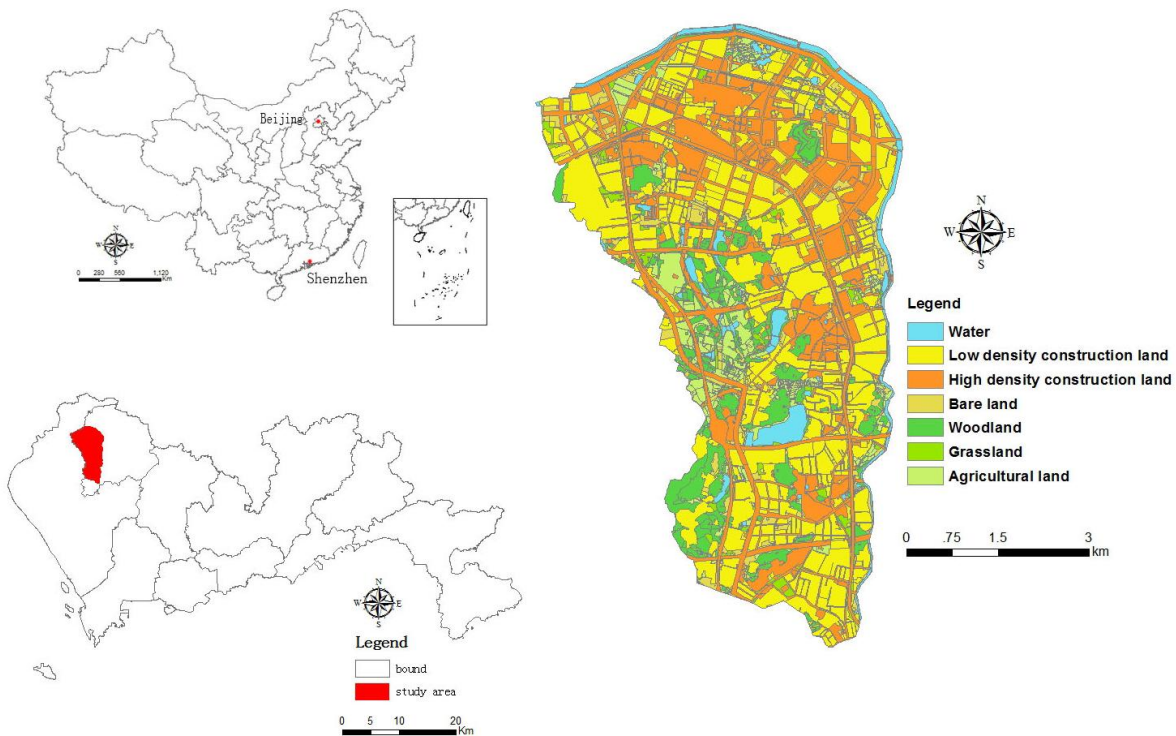 Beijing
N
W E
S
0 280 560 1,120
Km
Shenzhen
N
W E
S
Legend
bound
study area
0 5 10 20
Km
N
W E
S
Legend
Water
Low density construction land
High density construction land
Bare land
Woodland
Grassland
Agricultural land
0 .75 1.5 3
km